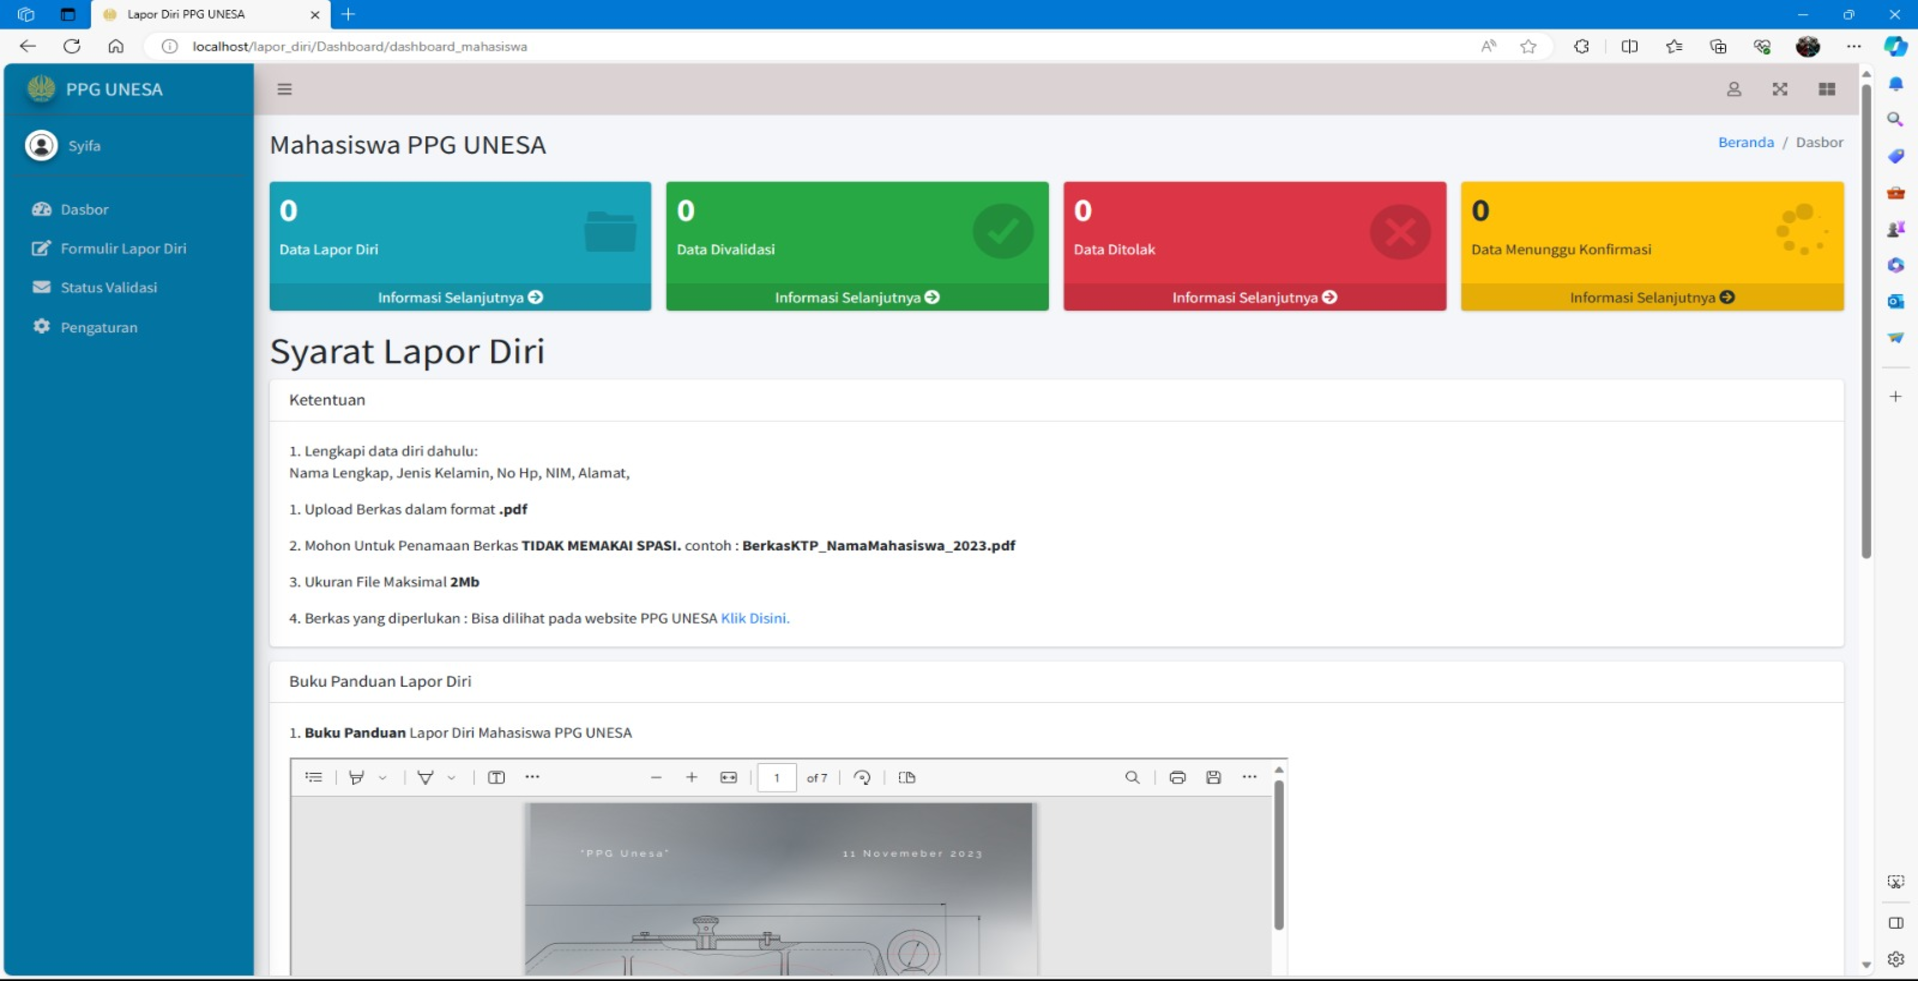 Lapor Diri PPG UNESA
localhost/lapor_diri/Dashboard/dashboard_mahasiswa
PPG UNESA
Syifa
Dasbor
Formulir Lapor Diri
Status Validasi
Pengaturan
Mahasiswa PPG UNESA
Beranda / Dasbor
0
Data Lapor Diri
Informasi Selanjutnya
0
Data Divalidasi
Informasi Selanjutnya
0
Data Ditolak
Informasi Selanjutnya
0
Data Menunggu Konfirmasi
Informasi Selanjutnya
Syarat Lapor Diri
Ketentuan
1. Lengkapi data diri dahulu:
Nama Lengkap, Jenis Kelamin, No Hp, NIM, Alamat,
1. Upload Berkas dalam format .pdf
2. Mohon Untuk Penamaan Berkas TIDAK MEMAKAI SPASI. contoh : BerkasKTP_NamaMahasiswa_2023.pdf
3. Ukuran File Maksimal 2Mb
4. Berkas yang diperlukan : Bisa dilihat pada website PPG UNESA Klik Disini.
Buku Panduan Lapor Diri
1. Buku Panduan Lapor Diri Mahasiswa PPG UNESA
1 of 7
"PPG Unesa"
11 Novemeber 2023